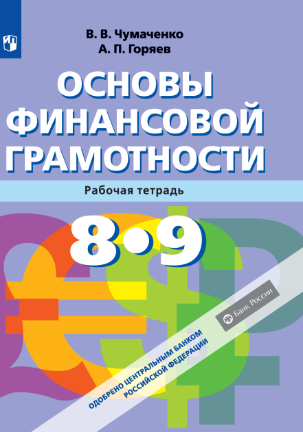 В. В. Чумаченко
А. П. Горяев
ОСНОВЫ
ФИНАНСОВОЙ
ГРАМОТНОСТИ
Рабочая тетрадь
8•9
Банк России
ОДОБРЕНО ЦЕНТРАЛЬНЫМ БАНКОМ
РОССИЙСКОЙ ФЕДЕРАЦИИ